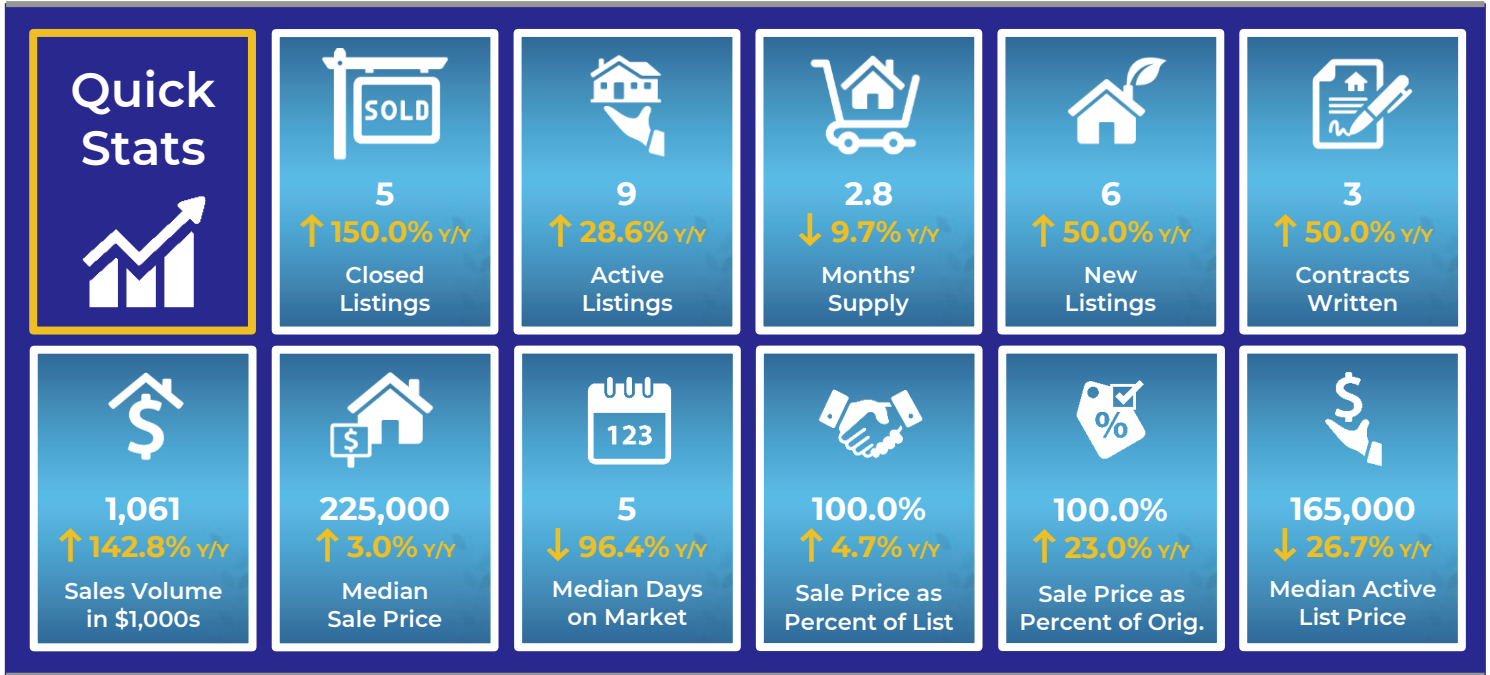 Quick
Stats
SOLD
5
↑ 150.0% Y/Y
Closed
Listings
9
↑ 28.6% Y/Y
Active
Listings
2.8
↓ 9.7% Y/Y
Months’
Supply
6
↑ 50.0% Y/Y
New
Listings
3
↑ 50.0% Y/Y
Contracts
Written
$
1,061
↑ 142.8% Y/Y
Sales Volume
in $1,000s
$
225,000
↑ 3.0% Y/Y
Median
Sale Price
123
5
↓ 96.4% Y/Y
Median Days
on Market
100.0%
↑ 4.7% Y/Y
Sale Price as
Percent of List
%
100.0%
↑ 23.0% Y/Y
Sale Price as
Percent of Orig.
$
165,000
↓ 26.7% Y/Y
Median Active
List Price